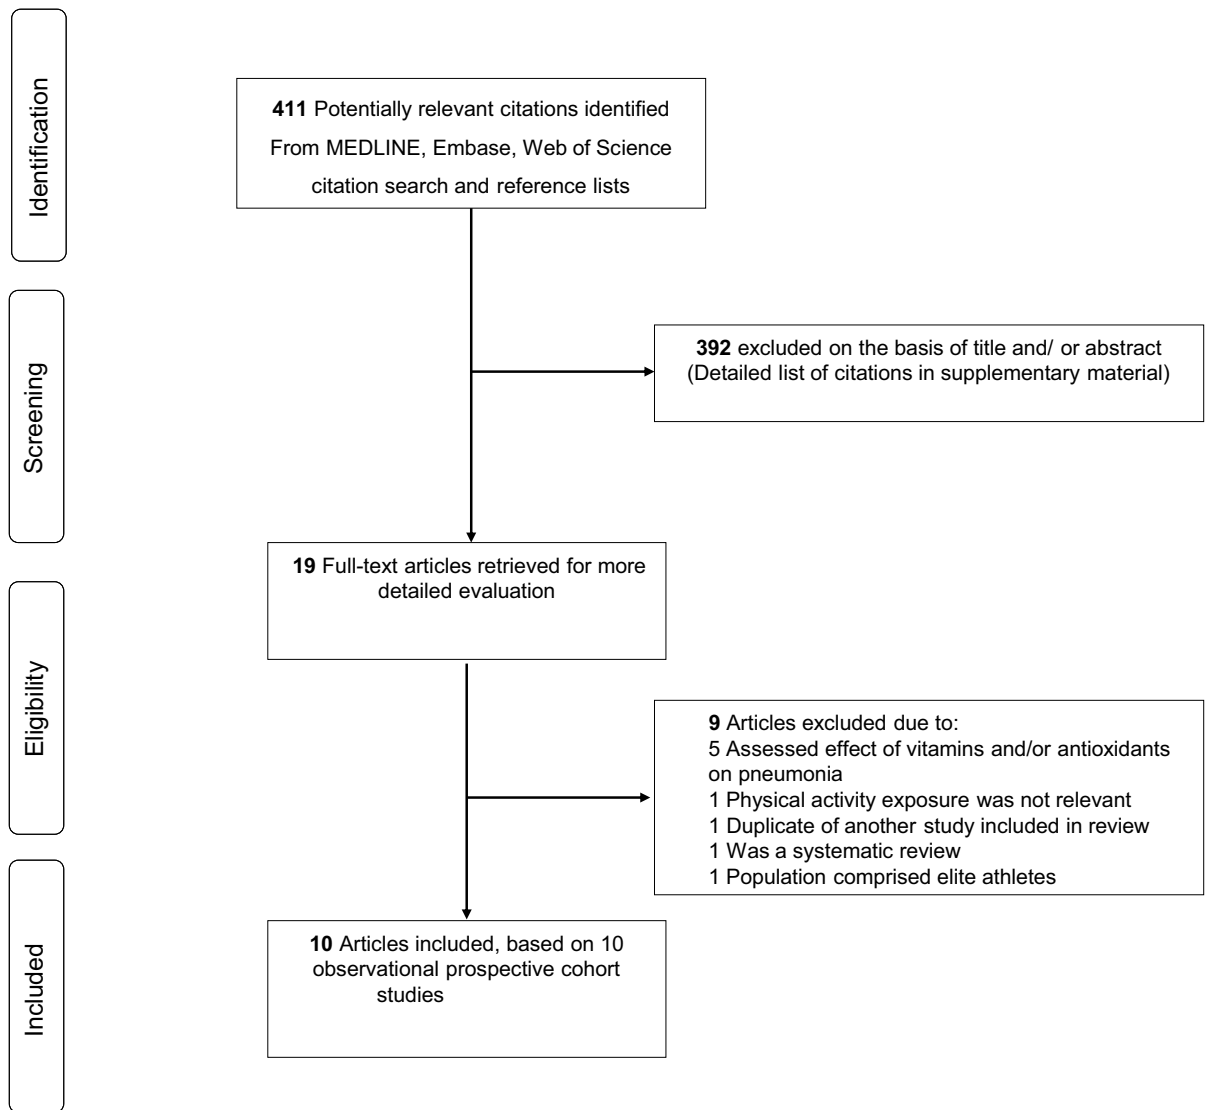 Identification
411 Potentially relevant citations identified
From MEDLINE, Embase, Web of Science
citation search and reference lists
Screening
392 excluded on the basis of title and/ or abstract
(Detailed list of citations in supplementary material)
19 Full-text articles retrieved for more
detailed evaluation
Eligibility
9 Articles excluded due to:
5 Assessed effect of vitamins and/or antioxidants
on pneumonia
1 Physical activity exposure was not relevant
1 Duplicate of another study included in review
1 Was a systematic review
1 Population comprised elite athletes
Included
10 Articles included, based on 10
observational prospective cohort
studies